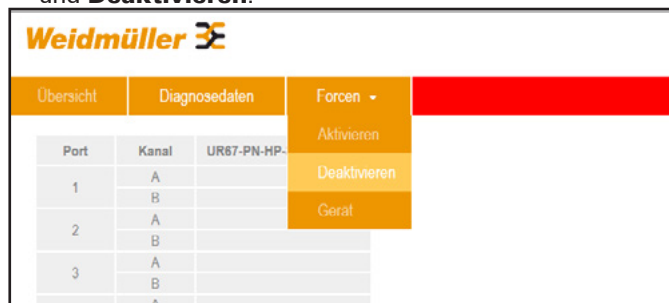 und Deaktivieren.
Weidmüller
Übersicht Diagnosedaten Forcen
Aktivieren
Port Kanal UR67-PN-HP-
Deaktivieren
1 A
B
Gerät
2 A
B
3 A
B
A